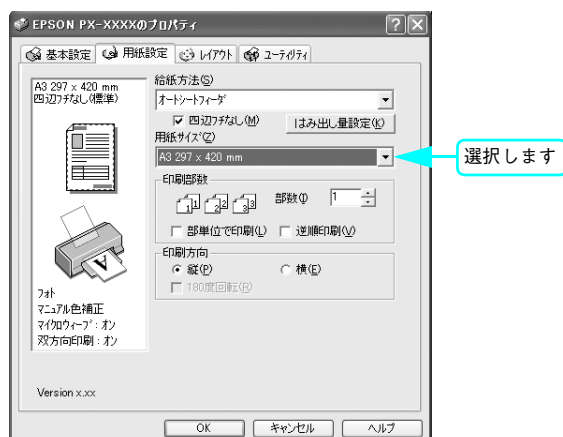 EPSON PX-XXXXのプロパティ
基本設定 用紙設定 レイアウト ユーティリティ
A3 297 x 420 mm
四辺フチなし(標準)
フォト
マニュアル色補正
マイクロウィーブ：オン
双方向印刷：オン
Version x.xx
給紙方法(S)
オートシートフィーダ
四辺フチなし(M) はみ出し量設定(K)
用紙サイズ(Z)
A3 297 x 420 mm
選択します
印刷部数
1 1 2 2 3 3
部数(I) 1
部単位で印刷(L) 逆順印刷(V)
印刷方向
縦(P) 横(E)
180度回転(R)
OK キャンセル ヘルプ